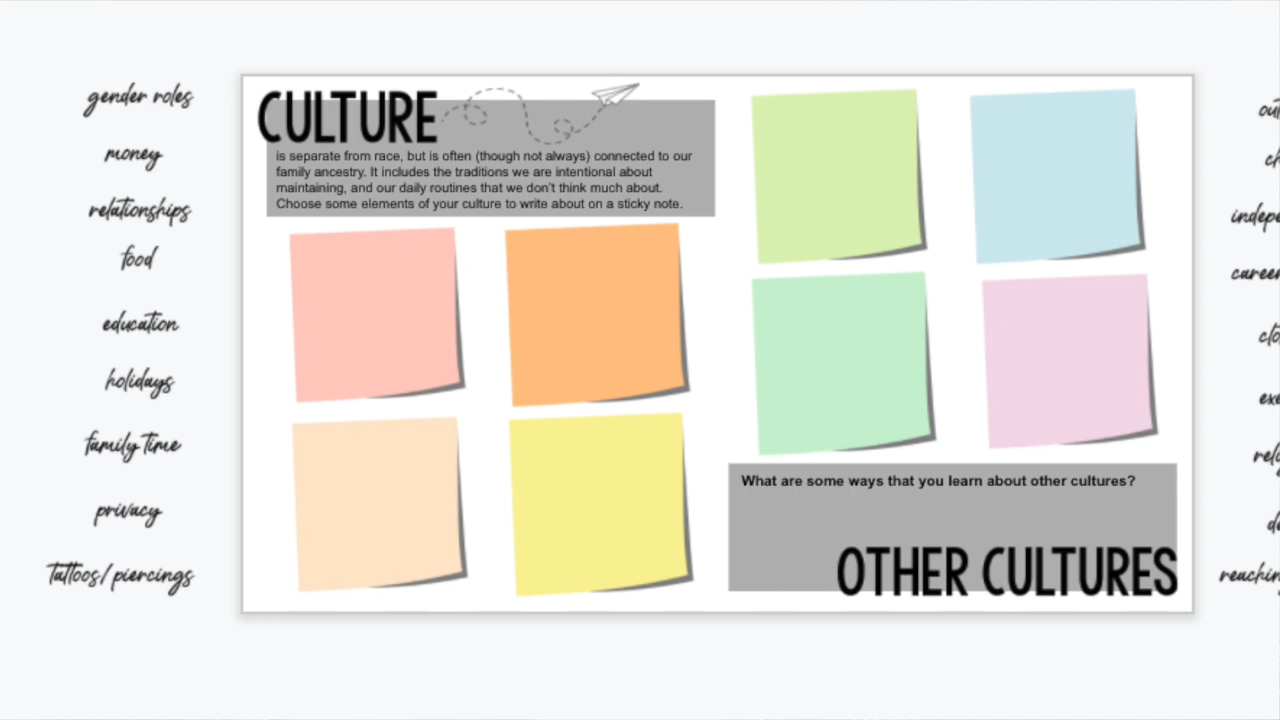 gender roles
money
relationships
food
education
holidays
family time
privacy
tattoos/piercings
CULTURE
is separate from race, but is often (though not always) connected to our
family ancestry. It includes the traditions we are intentional about
maintaining, and our daily routines that we don't think much about.
Choose some elements of your culture to write about on a sticky note.
What are some ways that you learn about other cultures?
OTHER CULTURES